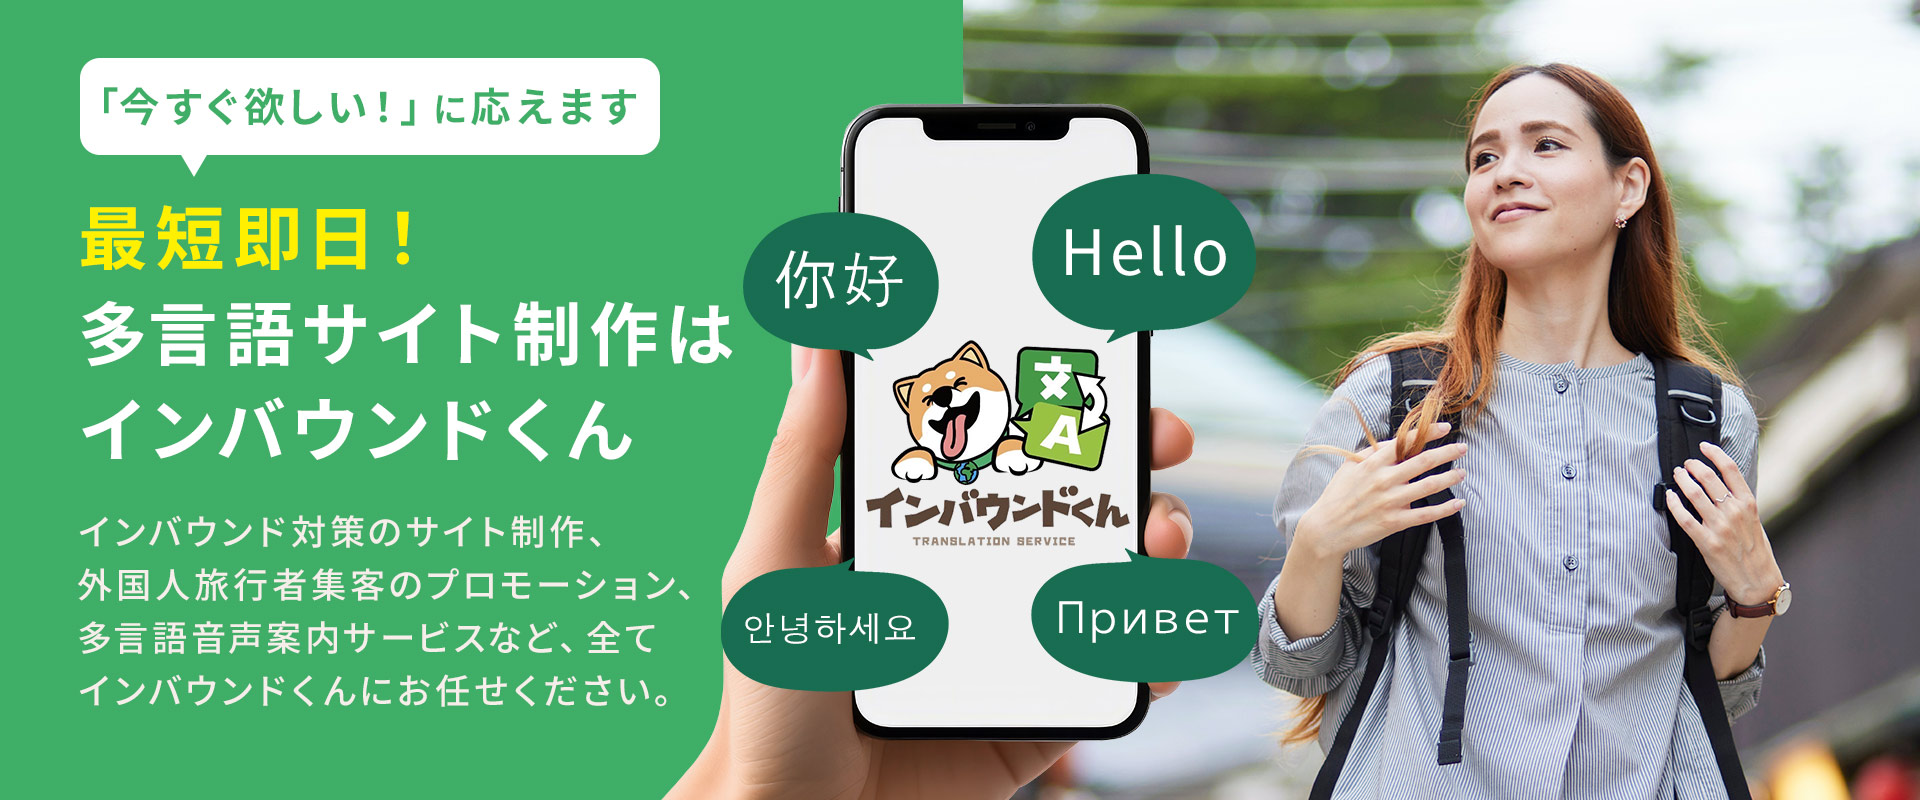 「今すぐ欲しい！」に応えます
最短即日！
多言語サイト制作は
インバウンドくん
インバウンド対策のサイト制作、
外国人旅行者集客のプロモーション、
多言語音声案内サービスなど、全て
インバウンドくんにお任せください。
你好
Hello
文
A
インバウンドくん
TRANSLATION SERVICE
안녕하세요
Привет